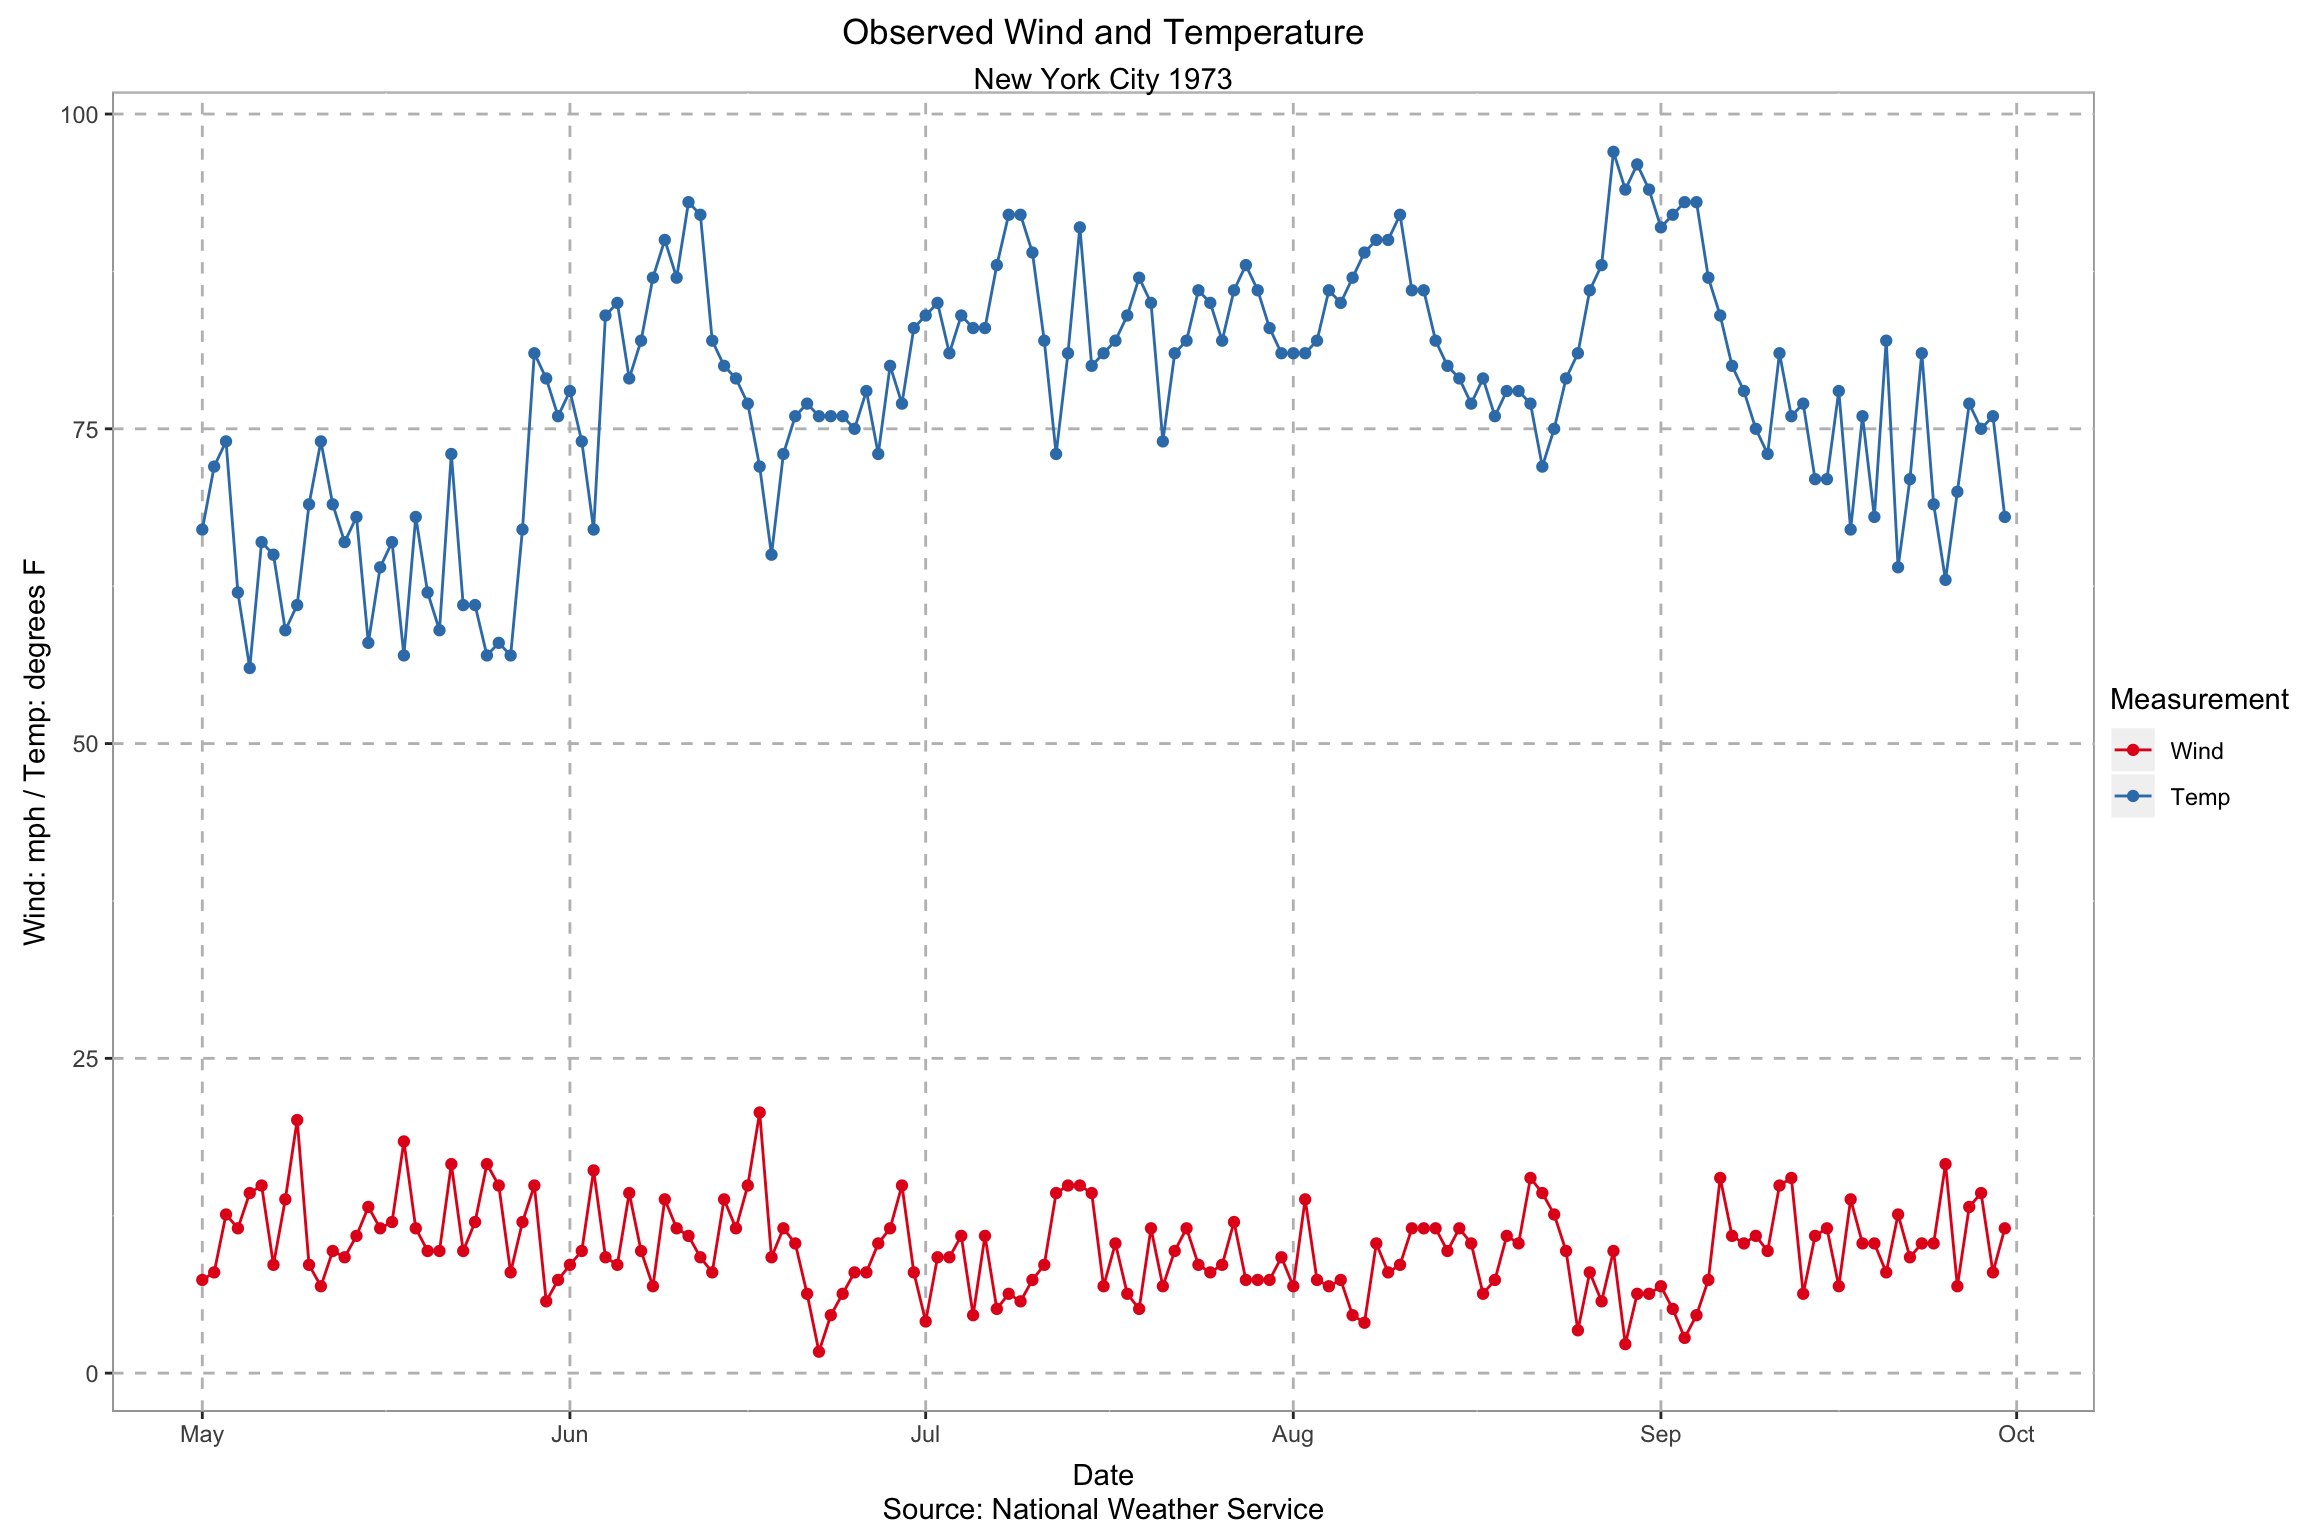 Observed Wind and Temperature
New York City 1973
100
75
50
25
0
Wind: mph / Temp: degrees F
May Jun Jul Aug Sep Oct
Date
Source: National Weather Service
Measurement
Wind
Temp